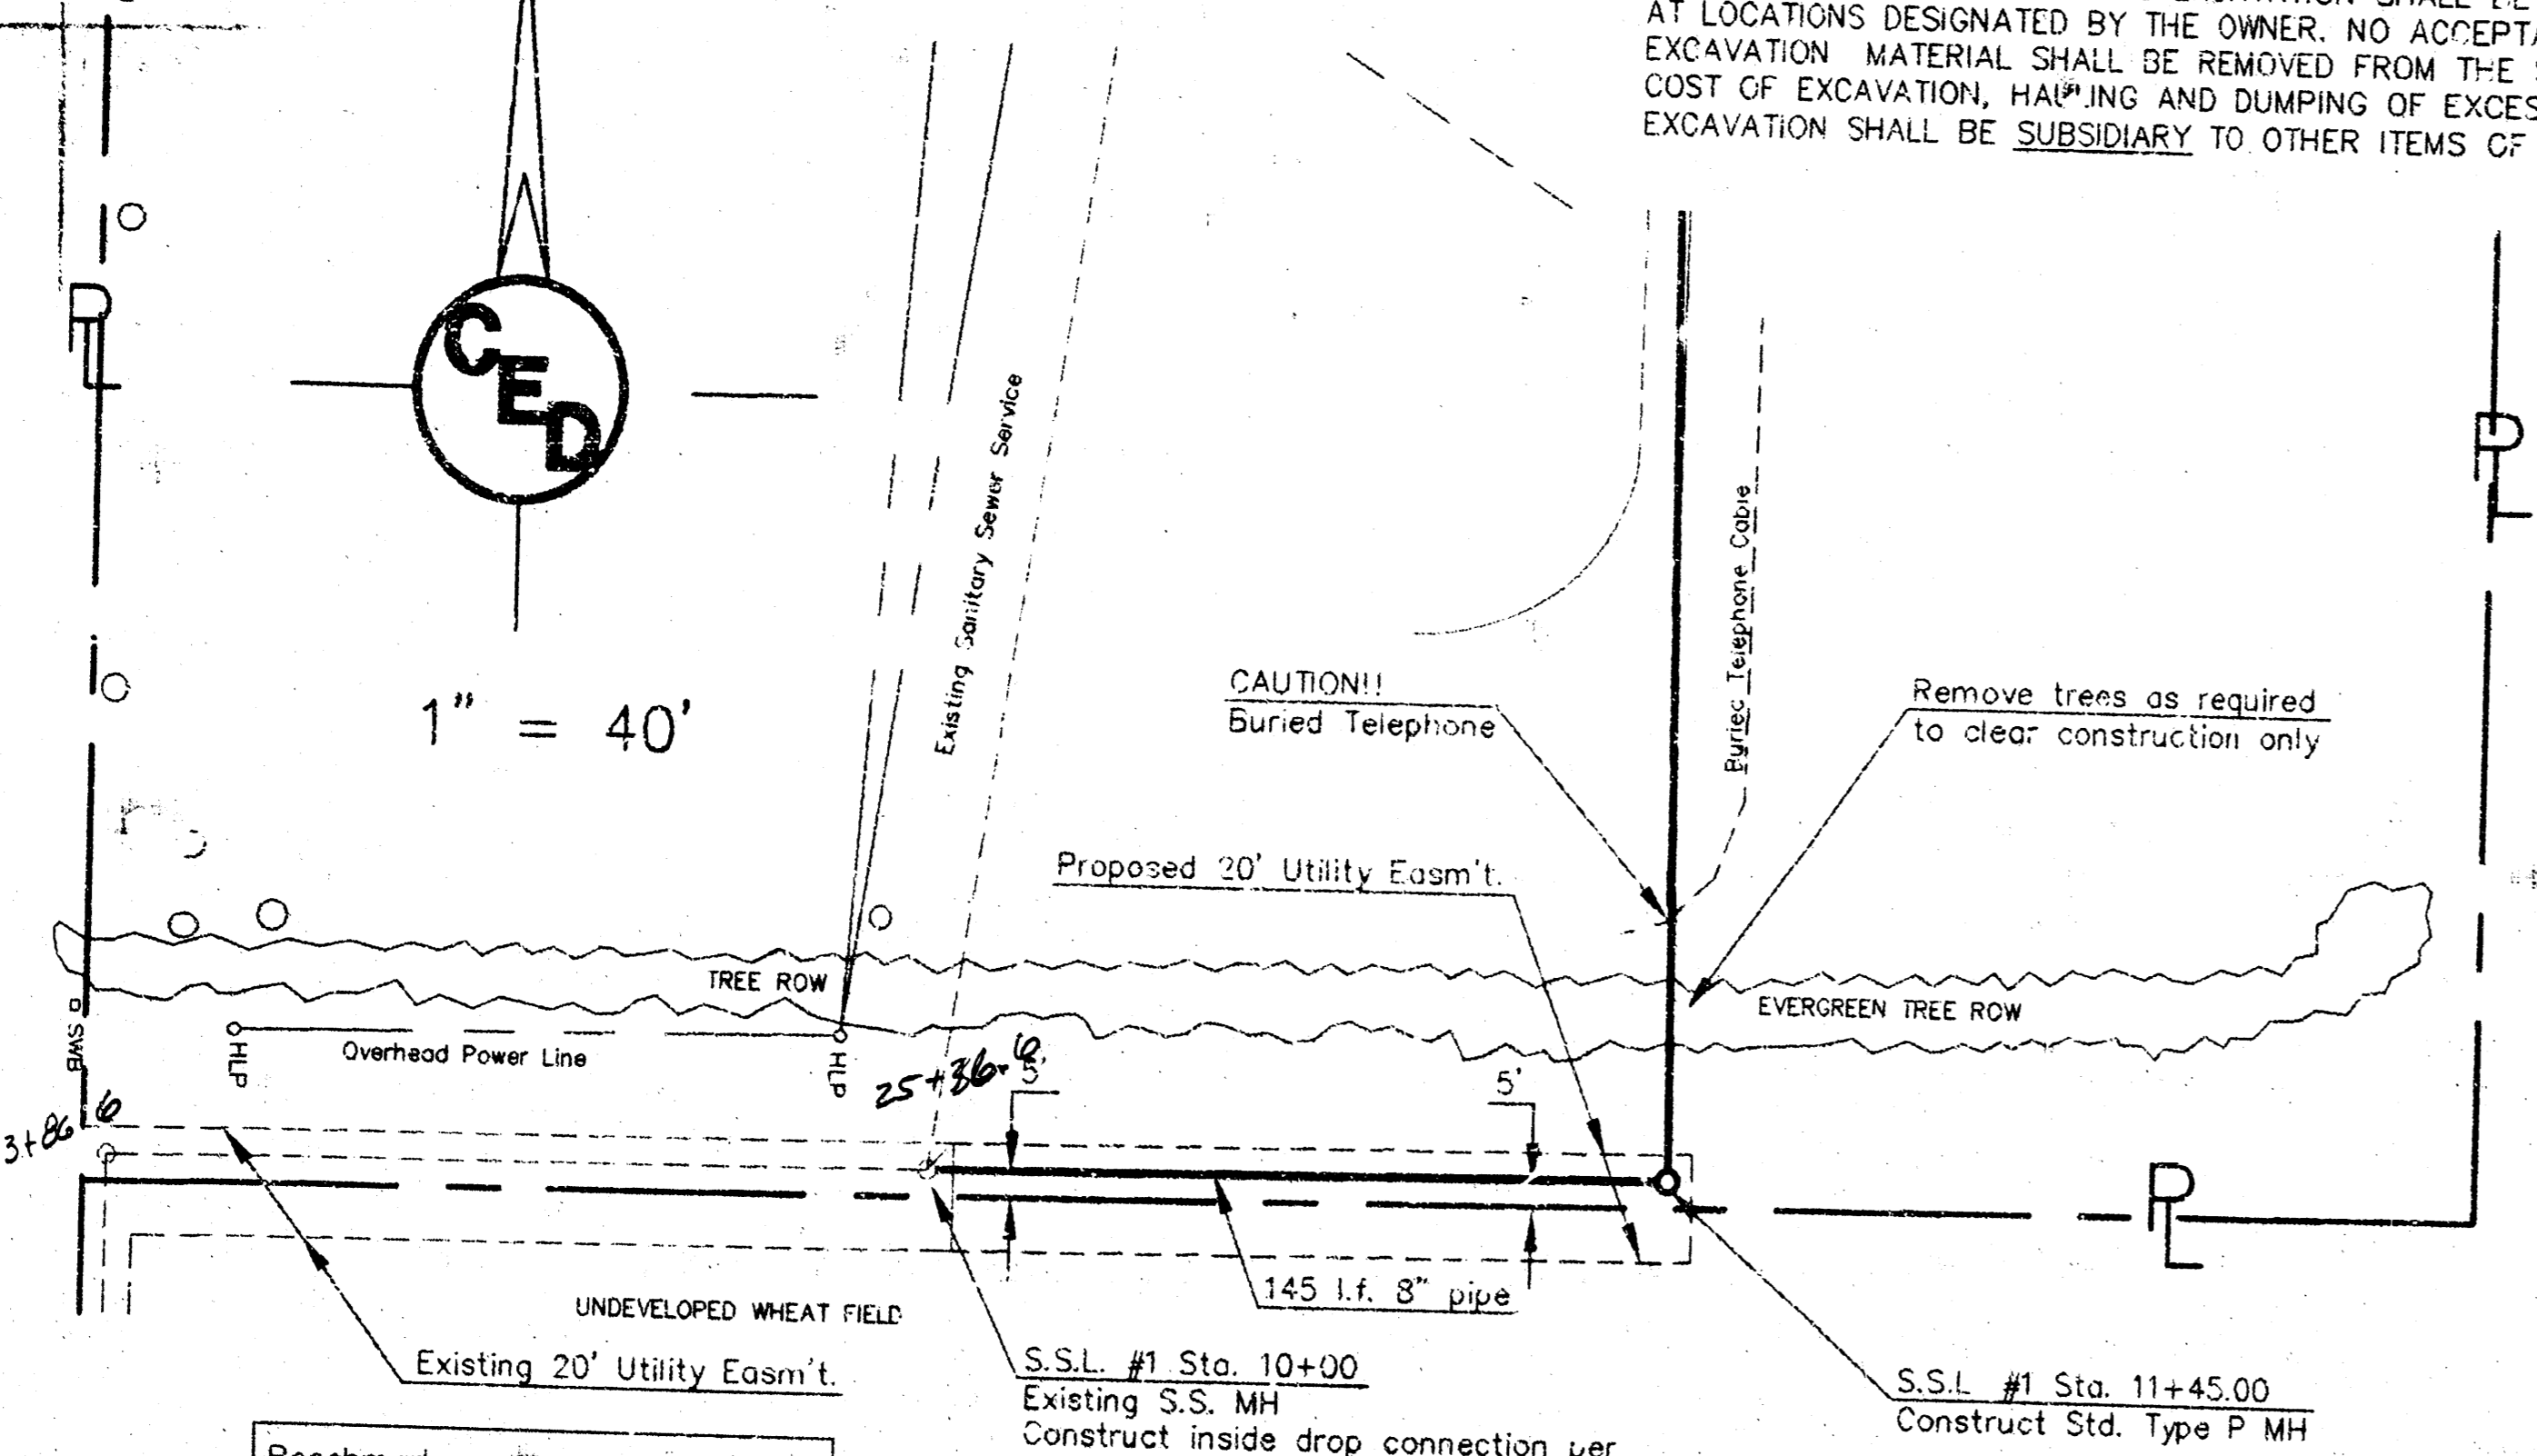 AT LOCATIONS DESIGNATED BY THE OWNER. NO
EXCAVATION MATERIAL SHALL BE REMOVED FROM THE
COST OF EXCAVATION, HAULING AND DUMPING OF
EXCAVATION SHALL BE SUBSIDIARY TO OTHER ITEMS OF
PL
CED
1" = 40'
Existing Sanitary Sewer Service
Buried Telephone Cable
PL
CAUTION!!
Buried Telephone
Remove trees as required
to clear construction only
Proposed 20' Utility Easm't.
TREE ROW
EVERGREEN TREE ROW
SWB
HLP
Overhead Power Line
HLP
25+36.6
5'
5'
3+86 6
PL
145 l.f. 8" pipe
UNDEVELOPED WHEAT FIELD
Existing 20' Utility Easm't.
S.S.L. #1 Sta. 10+00
Existing S.S. MH
Construct inside drop connection per
S.S.L #1 Sta. 11+45.00
Construct Std. Type P MH